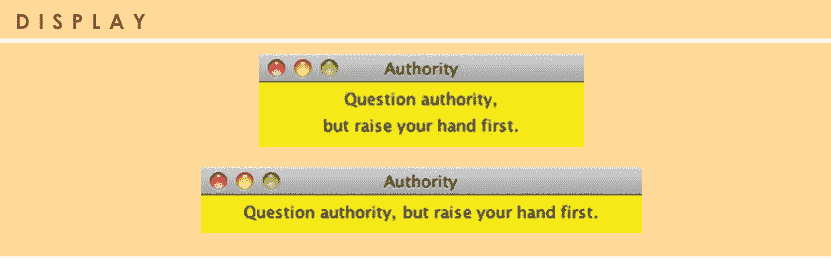 DISPLAY
Authority
Question authority,
but raise your hand first.
Authority
Question authority, but raise your hand first.